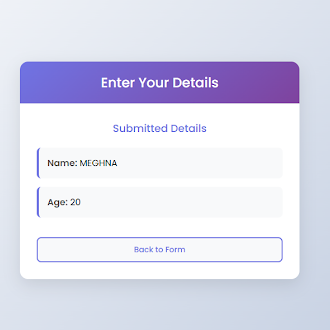 Enter Your Details
Submitted Details
Name: MEGHNA
Age: 20
Back to Form